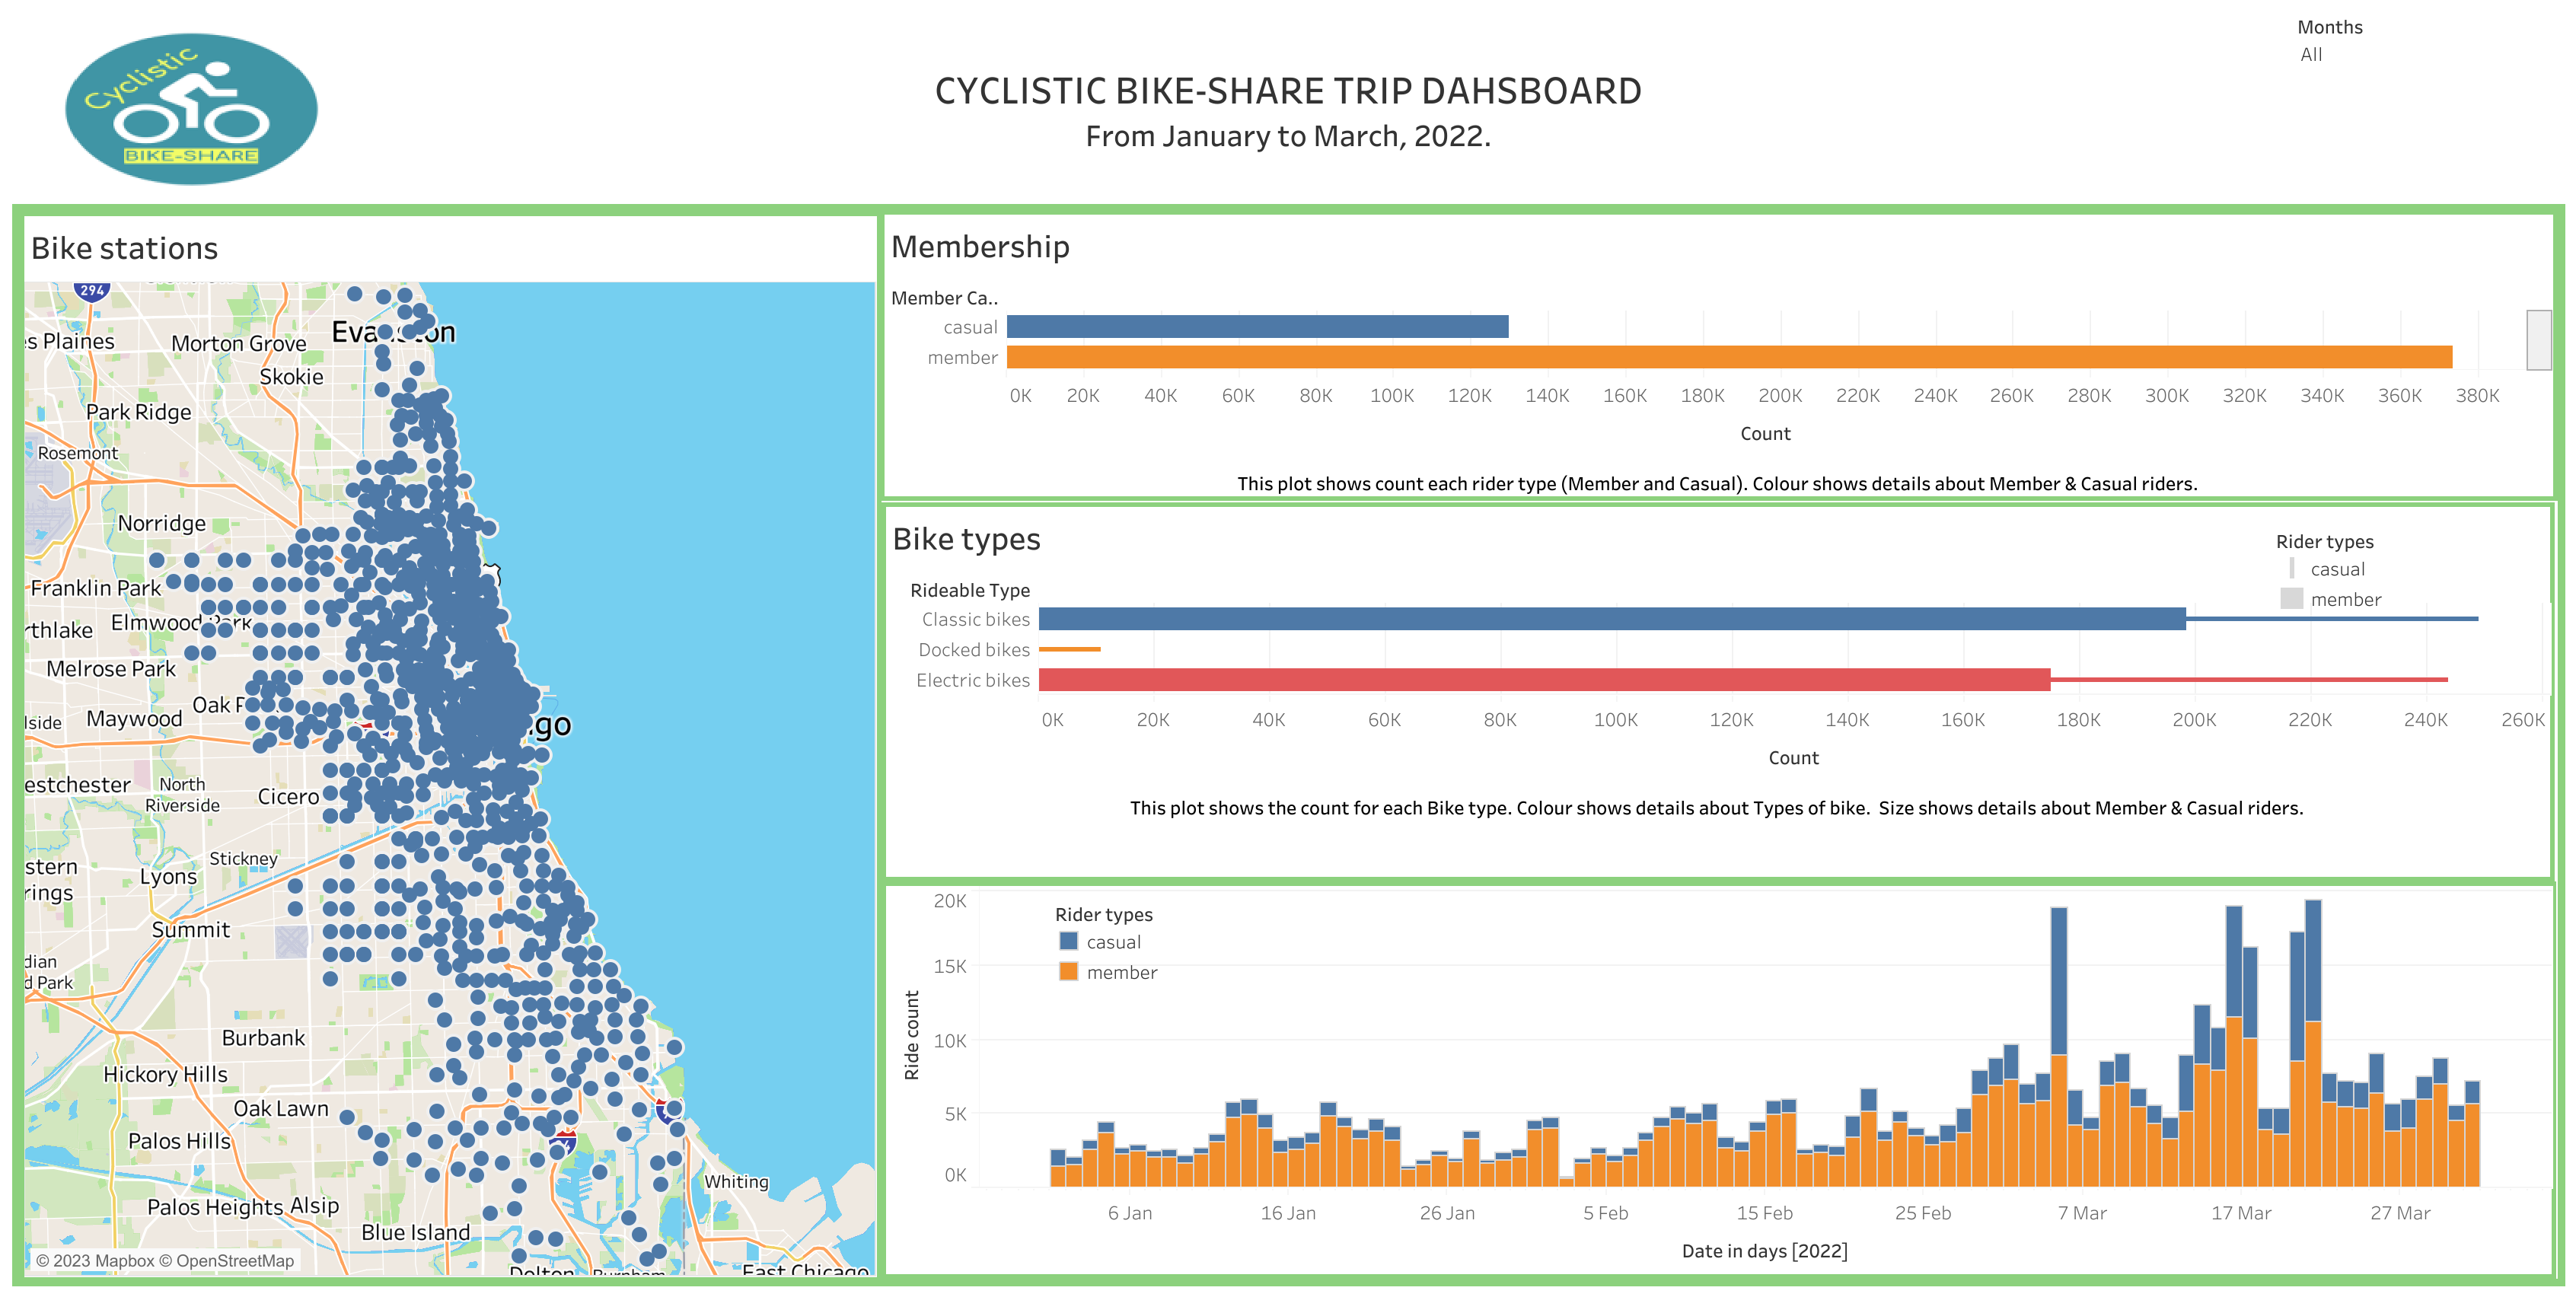 Months
All
Cyclistic
BIKE-SHARE
CYCLISTIC BIKE-SHARE TRIP DAHSBOARD
From January to March, 2022.
Bike stations
294
Evanston
s Plaines
Morton Grove
Skokie
Park Ridge
Rosemont
Norridge
Franklin Park
Elmwood Park
rthlake
Melrose Park
Oak P
lside
Maywood
go
estchester
North
Riverside
Cicero
Stickney
stern
rings
Lyons
Summit
dian
d Park
Burbank
Hickory Hills
Oak Lawn
Palos Hills
Whiting
Palos Heights
Alsip
Blue Island
Dolton
Burnham
East Chicago
© 2023 Mapbox © OpenStreetMap
Membership
Member Ca..
casual
member
0K 20K 40K 60K 80K 100K 120K 140K 160K 180K 200K 220K 240K 260K 280K 300K 320K 340K 360K 380K
Count
This plot shows count each rider type (Member and Casual). Colour shows details about Member & Casual riders.
Bike types
Rider types
casual
member
Rideable Type
Classic bikes
Docked bikes
Electric bikes
0K 20K 40K 60K 80K 100K 120K 140K 160K 180K 200K 220K 240K 260K
Count
This plot shows the count for each Bike type. Colour shows details about Types of bike. Size shows details about Member & Casual riders.
Rider types
casual
member
20K
15K
10K
5K
0K
Ride count
6 Jan 16 Jan 26 Jan 5 Feb 15 Feb 25 Feb 7 Mar 17 Mar 27 Mar
Date in days [2022]